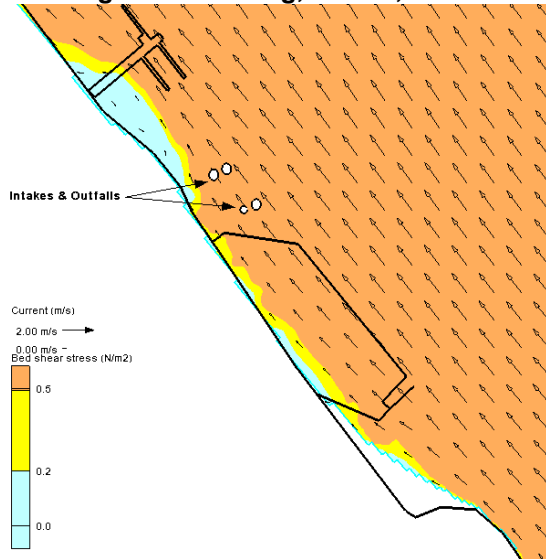 Intakes & Outfalls
Current (m/s)
2.00 m/s
0.00 m/s
Bed shear stress (N/m2)
0.5
0.2
0.0